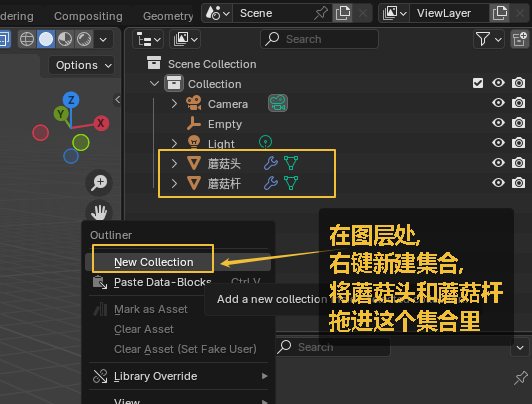 dering Compositing Geometry Scene ViewLayer
Options
Search
Scene Collection
Collection
Camera
Empty
Light
蘑菇头
蘑菇杆
Outliner
New Collection
Paste Data-Blocks Ctrl V
Add a new collection
Mark as Asset
Clear Asset
Clear Asset (Set Fake User)
Library Override
View
在图层处,
右键新建集合,
将蘑菇头和蘑菇杆
拖进这个集合里
Search
X
Y
Z